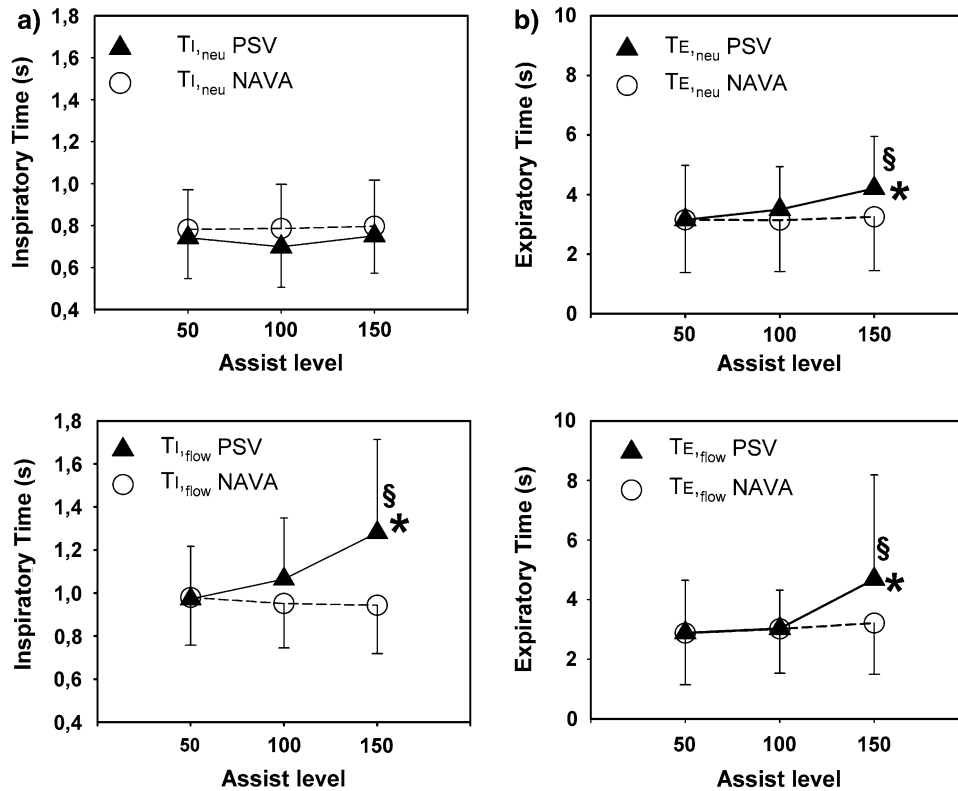 a)
TI,neu PSV
TI,neu NAVA
Inspiratory Time (s)
1,8
1,6
1,4
1,2
1,0
0,8
0,6
0,4
50 100 150
Assist level
b)
TE,neu PSV
TE,neu NAVA
Expiratory Time (s)
10
8
6
4
2
0
§
*
50 100 150
Assist level
TI,flow PSV
TI,flow NAVA
Inspiratory Time (s)
1,8
1,6
1,4
1,2
1,0
0,8
0,6
0,4
§
*
50 100 150
Assist level
TE,flow PSV
TE,flow NAVA
Expiratory Time (s)
10
8
6
4
2
0
§
*
50 100 150
Assist level